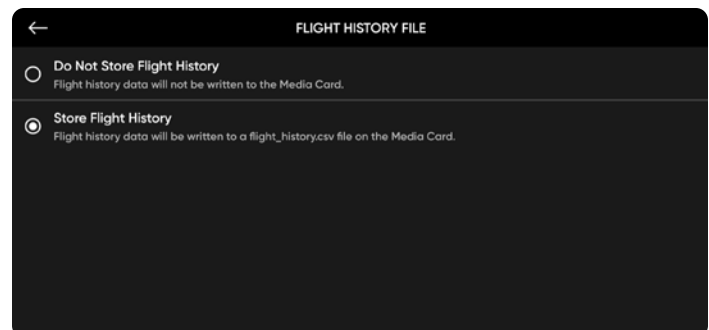 FLIGHT HISTORY FILE
Do Not Store Flight History
Flight history data will not be written to the Media Card.
Store Flight History
Flight history data will be written to a flight_history.csv file on the Media Card.